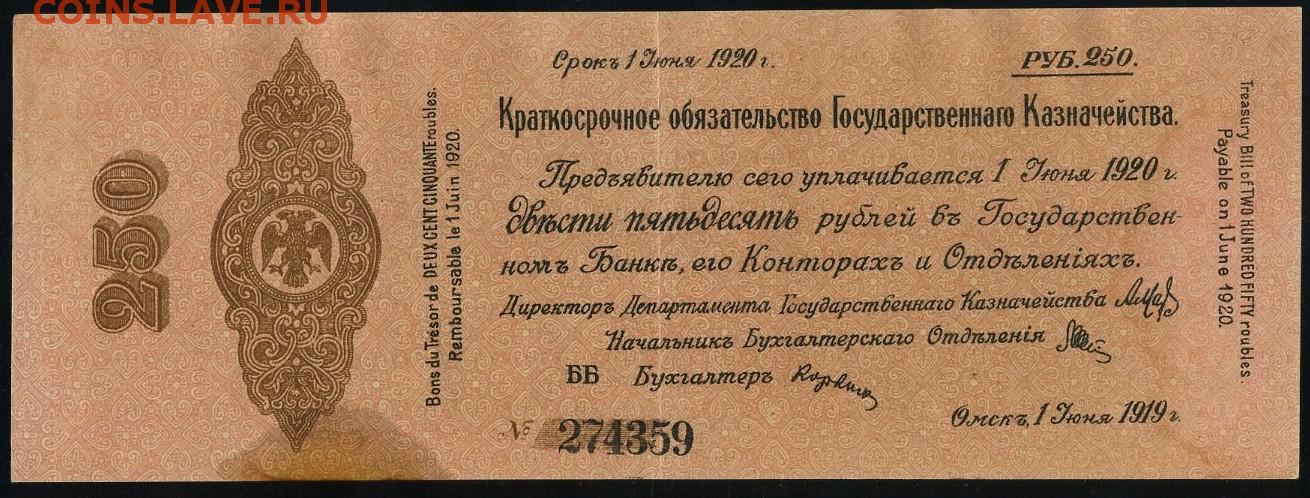 COINS.LAVE.RU
250
Bons du Trésor de DEUX CENT CINQUANTE roubles.
Remboursable le 1 Juin 1920.
Срокъ 1 Іюня 1920 г.
РУБ. 250.
Краткосрочное обязательство Государственнаго Казначейства.
Предъявителю сего уплачивается 1 Іюня 1920 г.
двѣсти пятьдесятъ рублей въ Государствен-
номъ Банкѣ, его Конторахъ и Отдѣленіяхъ.
Директоръ Департамента Государственнаго Казначейства
Начальникъ Бухгалтерскаго Отдѣленія
ББ Бухгалтеръ
Омскъ, 1 Іюня 1919 г.
№ 274359
Treasury Bill of TWO HUNDRED FIFTY roubles.
Payable on 1 June 1920.